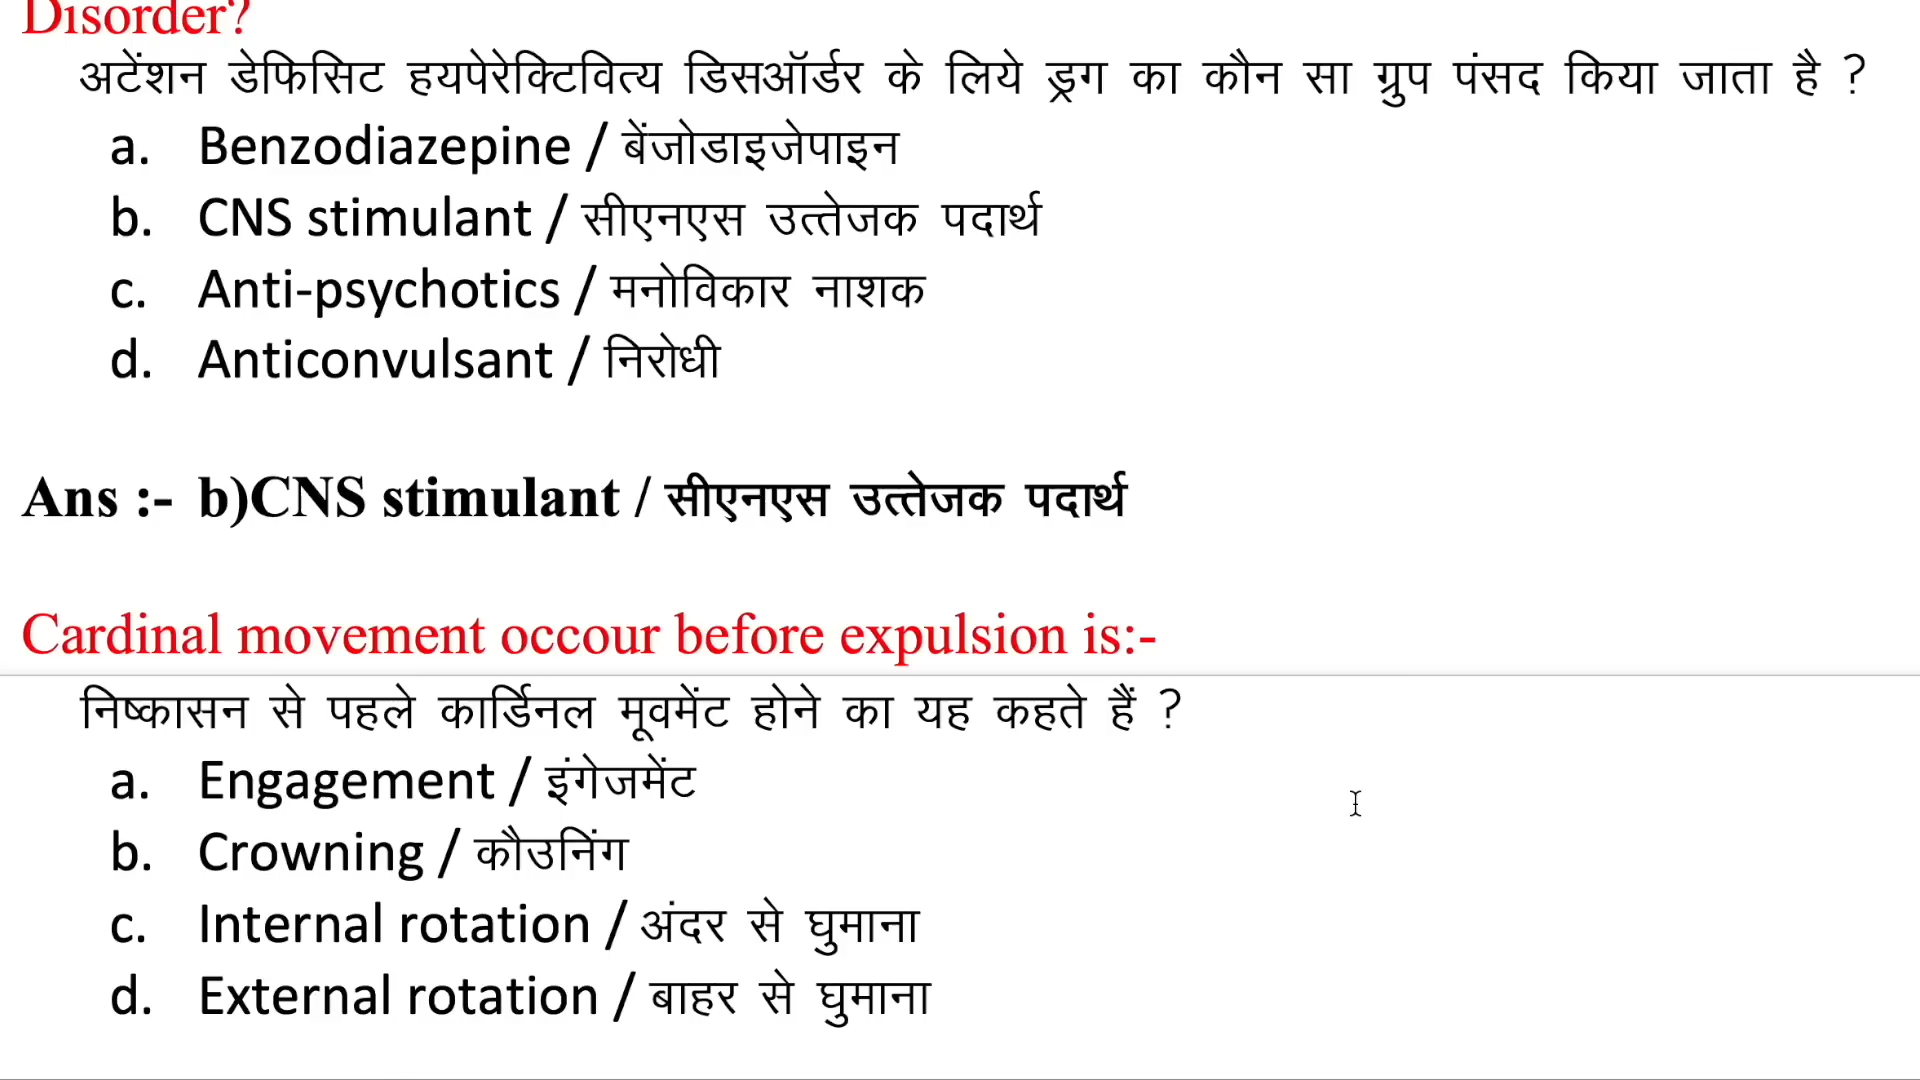 Disorder?
अटेंशन डेफिसिट हयपेरेक्टिवित्य डिसऑर्डर के लिये ड्रग का कौन सा ग्रुप पंसद किया जाता है ?
a. Benzodiazepine / बेंजोडाइजेपाइन
b. CNS stimulant / सीएनएस उत्तेजक पदार्थ
c. Anti-psychotics / मनोविकार नाशक
d. Anticonvulsant / निरोधी
Ans :- b)CNS stimulant / सीएनएस उत्तेजक पदार्थ
Cardinal movement occour before expulsion is:-
निष्कासन से पहले कार्डिनल मूवमेंट होने का यह कहते हैं ?
a. Engagement / इंगेजमेंट
b. Crowning / कौउनिंग
c. Internal rotation / अंदर से घुमाना
d. External rotation / बाहर से घुमाना